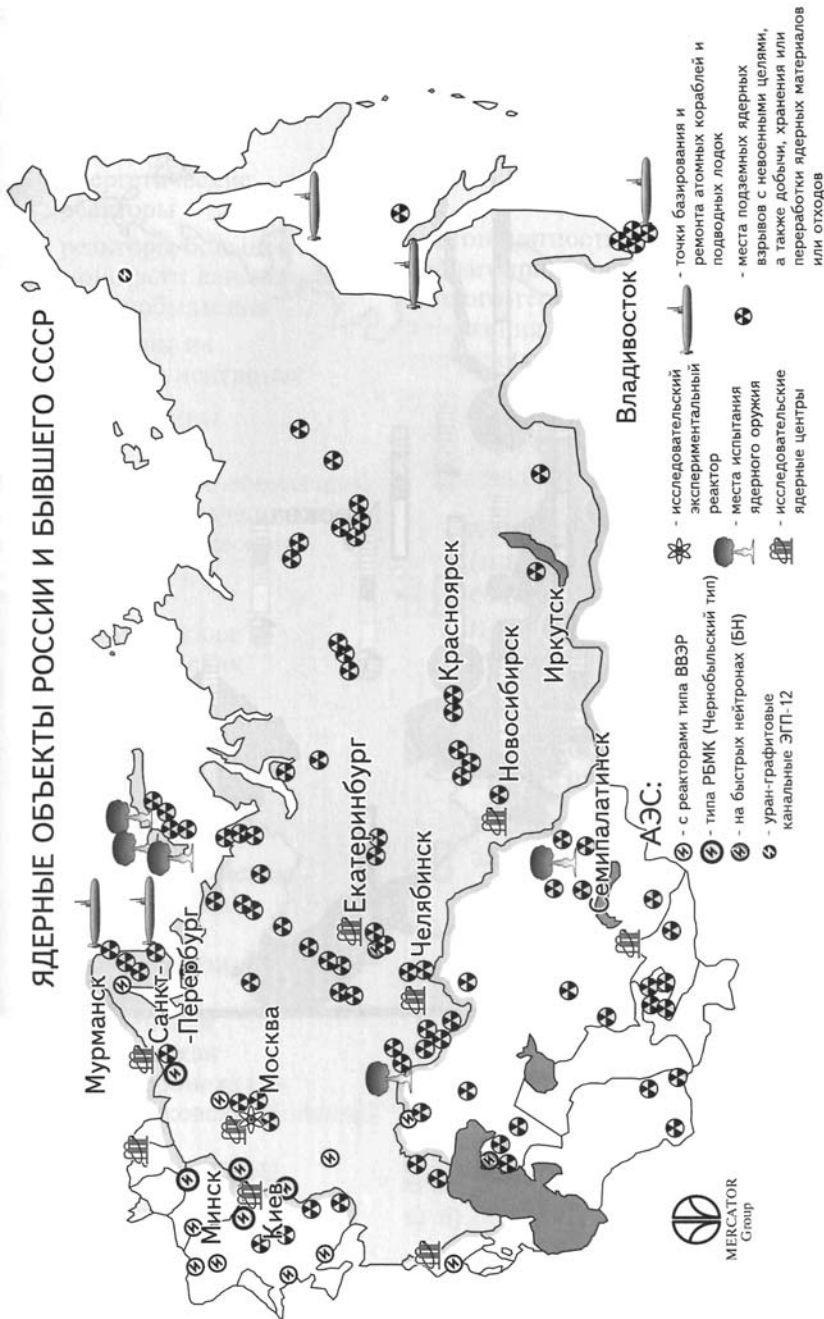 ЯДЕРНЫЕ ОБЪЕКТЫ РОССИИ И БЫВШЕГО СССР
Мурманск
Санкт-
-Перербург
Москва
Минск
Киев
Екатеринбург
Челябинск
Новосибирск
Красноярск
Иркутск
Семипалатинск
Владивосток
АЭС:
- с реакторами типа ВВЭР
- типа РБМК (Чернобыльский тип)
- на быстрых нейтронах (БН)
- уран-графитовые
канальные ЭГП-12
- исследовательский
экспериментальный
реактор
- места испытания
ядерного оружия
- исследовательские
ядерные центры
- точки базирования и
ремонта атомных кораблей и
подводных лодок
- места подземных ядерных
взрывов с невоенными целями,
а также добычи, хранения или
переработки ядерных материалов
или отходов
MERCATOR
Group